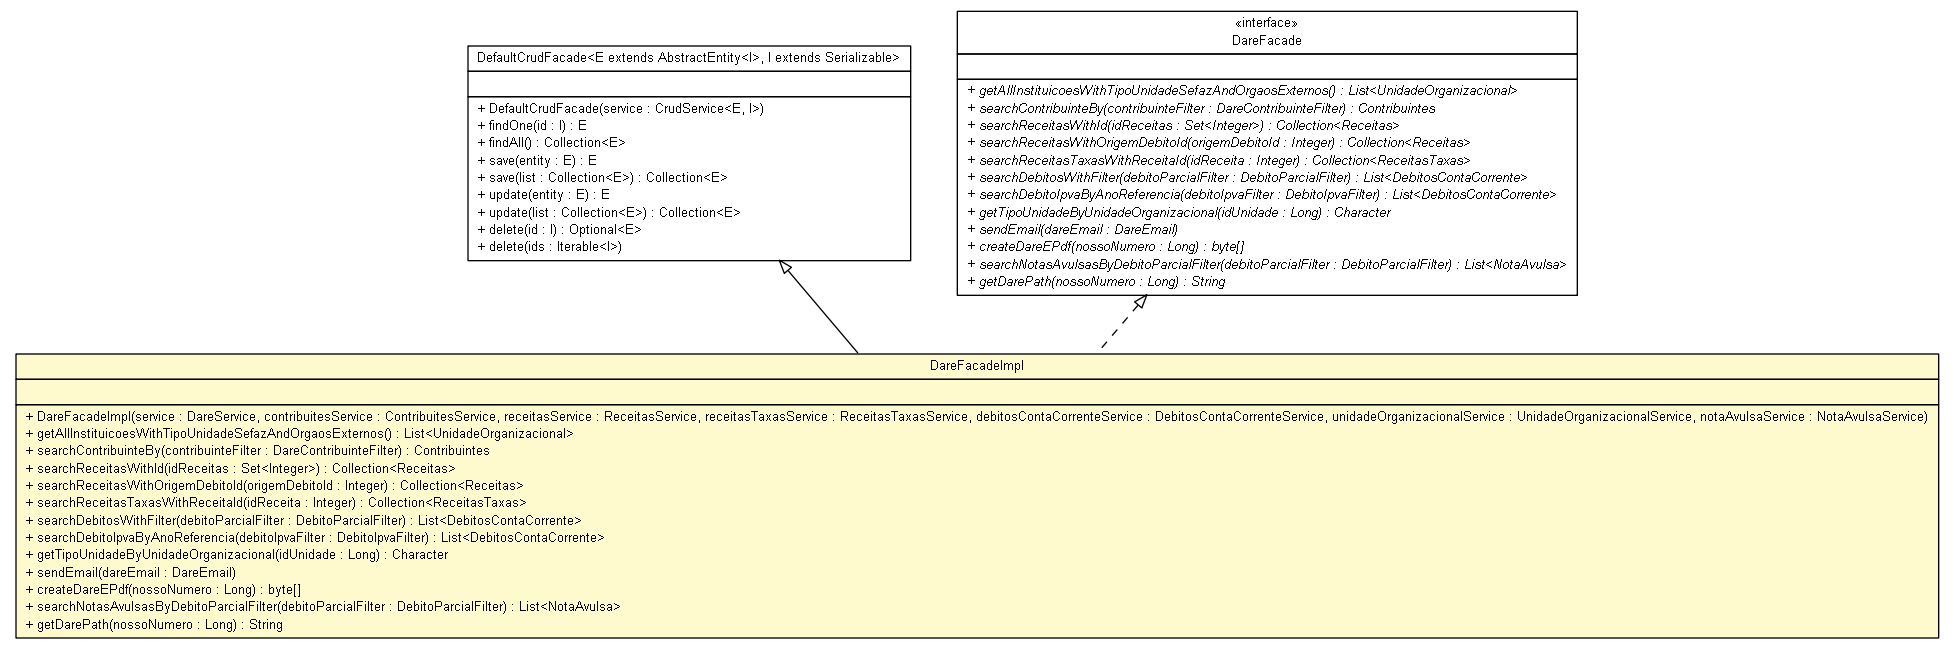 DefaultCrudFacade<E extends AbstractEntity<I>, I extends Serializable>
+ DefaultCrudFacade(service : CrudService<E, I>)
+ findOne(id : I) : E
+ findAll() : Collection<E>
+ save(entity : E) : E
+ save(list : Collection<E>) : Collection<E>
+ update(entity : E) : E
+ update(list : Collection<E>) : Collection<E>
+ delete(id : I) : Optional<E>
+ delete(ids : Iterable<I>)
«interface»
DareFacade
+ getAllInstituicoesWithTipoUnidadeSefazAndOrgaosExternos() : List<UnidadeOrganizacional>
+ searchContribuinteBy(contribuinteFilter : DareContribuinteFilter) : Contribuintes
+ searchReceitasWithId(idReceitas : Set<Integer>) : Collection<Receitas>
+ searchReceitasWithOrigemDebitoId(origemDebitoId : Integer) : Collection<Receitas>
+ searchReceitasTaxasWithReceitaId(idReceita : Integer) : Collection<ReceitasTaxas>
+ searchDebitosWithFilter(debitoParcialFilter : DebitoParcialFilter) : List<DebitosContaCorrente>
+ searchDebitoIpvaByAnoReferencia(debitoIpvaFilter : DebitoIpvaFilter) : List<DebitosContaCorrente>
+ getTipoUnidadeByUnidadeOrganizacional(idUnidade : Long) : Character
+ sendEmail(dareEmail : DareEmail)
+ createDareEPdf(nossoNumero : Long) : byte[]
+ searchNotasAvulsasByDebitoParcialFilter(debitoParcialFilter : DebitoParcialFilter) : List<NotaAvulsa>
+ getDarePath(nossoNumero : Long) : String
DareFacadeImpl
+ DareFacadeImpl(service : DareService, contribuitesService : ContribuitesService, receitasService : ReceitasService, receitasTaxasService : ReceitasTaxasService, debitosContaCorrenteService : DebitosContaCorrenteService, unidadeOrganizacionalService : UnidadeOrganizacionalService, notaAvulsaService : NotaAvulsaService)
+ getAllInstituicoesWithTipoUnidadeSefazAndOrgaosExternos() : List<UnidadeOrganizacional>
+ searchContribuinteBy(contribuinteFilter : DareContribuinteFilter) : Contribuintes
+ searchReceitasWithId(idReceitas : Set<Integer>) : Collection<Receitas>
+ searchReceitasWithOrigemDebitoId(origemDebitoId : Integer) : Collection<Receitas>
+ searchReceitasTaxasWithReceitaId(idReceita : Integer) : Collection<ReceitasTaxas>
+ searchDebitosWithFilter(debitoParcialFilter : DebitoParcialFilter) : List<DebitosContaCorrente>
+ searchDebitoIpvaByAnoReferencia(debitoIpvaFilter : DebitoIpvaFilter) : List<DebitosContaCorrente>
+ getTipoUnidadeByUnidadeOrganizacional(idUnidade : Long) : Character
+ sendEmail(dareEmail : DareEmail)
+ createDareEPdf(nossoNumero : Long) : byte[]
+ searchNotasAvulsasByDebitoParcialFilter(debitoParcialFilter : DebitoParcialFilter) : List<NotaAvulsa>
+ getDarePath(nossoNumero : Long) : String